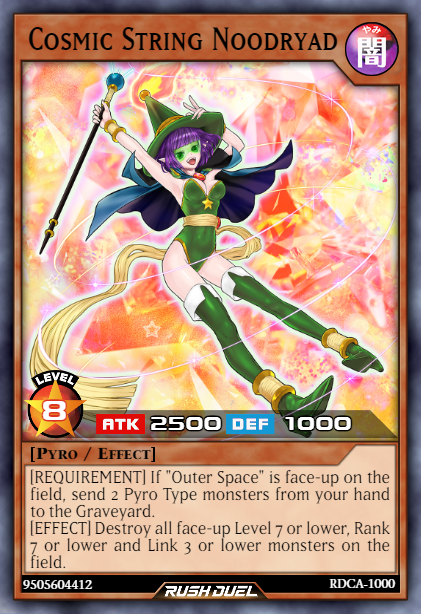 Cosmic String Noodryad
やみ
闇
LEVEL
8
ATK 2500 DEF 1000
[Pyro / Effect]
[REQUIREMENT] If "Outer Space" is face-up on the
field, send 2 Pyro Type monsters from your hand
to the Graveyard.
[EFFECT] Destroy all face-up Level 7 or lower, Rank
7 or lower and Link 3 or lower monsters on the
field.
9505604412
RUSH DUEL
RDCA-1000